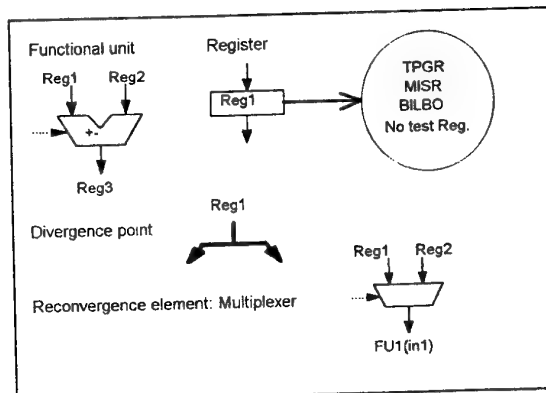 Functional unit
Register
TPGR
MISR
BILBO
No test Reg.
Reg1 Reg2
Reg1
+-
Reg3
Reg1
Divergence point
Reg1 Reg2
Reconvergence element: Multiplexer
FU1(in1)